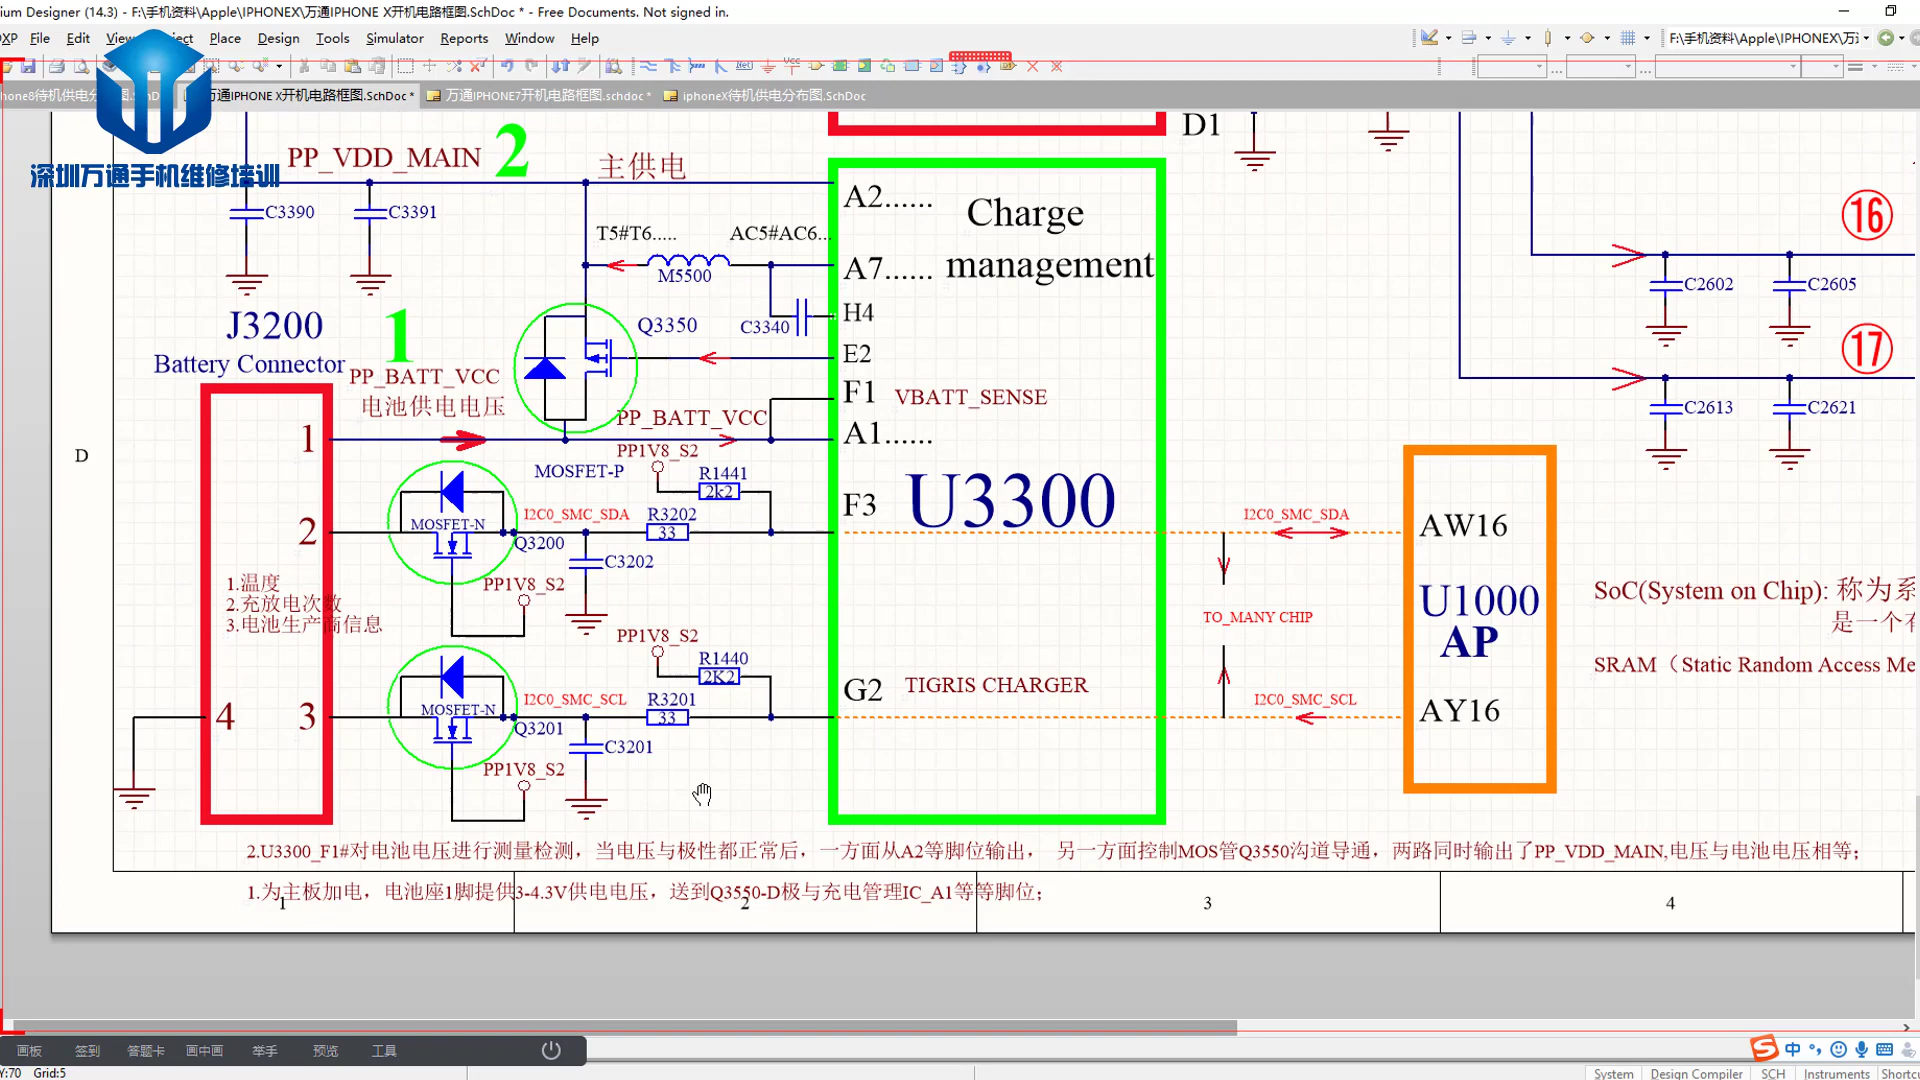 ium Designer (14.3) - F:\手机资料\Apple\IPHONEX\万通IPHONE X开机电路框图.SchDoc * - Free Documents. Not signed in.
DXP File Edit View Project Place Design Tools Simulator Reports Window Help
F:\手机资料\Apple\IPHONEX\万
万通IPHONE X开机电路框图.SchDoc *
万通IPHONE7开机电路框图.schdoc *
iphoneX待机供电分布图.SchDoc
深圳万通手机维修培训
PP_VDD_MAIN
2
主供电
D1
A2......
Charge
management
C3390
C3391
T5#T6.....
AC5#AC6...
M5500
A7......
16
C2602
C2605
J3200
Battery Connector
1
Q3350
C3340
H4
E2
17
PP_BATT_VCC
电池供电电压
F1
VBATT_SENSE
PP_BATT_VCC
A1......
C2613
C2621
D
1
PP1V8_S2
MOSFET-P
R1441
2k2
U3300
F3
2
MOSFET-N
I2C0_SMC_SDA
R3202
33
Q3200
C3202
I2C0_SMC_SDA
AW16
PP1V8_S2
1.温度
2.充放电次数
3.电池生产商信息
TO_MANY CHIP
U1000
AP
SoC(System on Chip): 称为系
是一个有
SRAM（Static Random Access Me
PP1V8_S2
R1440
2K2
G2
TIGRIS CHARGER
4
3
MOSFET-N
I2C0_SMC_SCL
R3201
33
Q3201
C3201
I2C0_SMC_SCL
AY16
PP1V8_S2
2.U3300_F1#对电池电压进行测量检测，当电压与极性都正常后，一方面从A2等脚位输出， 另一方面控制MOS管Q3550沟道导通，两路同时输出了PP_VDD_MAIN,电压与电池电压相等；
1.为主板加电，电池座1脚提供3-4.3V供电电压，送到Q3550-D极与充电管理IC_A1等等脚位；
1
2
3
4
画板 签到 答题卡 画中画 举手 预览 工具
中
Y:70 Grid:5
System Design Compiler SCH Instruments Shortcu